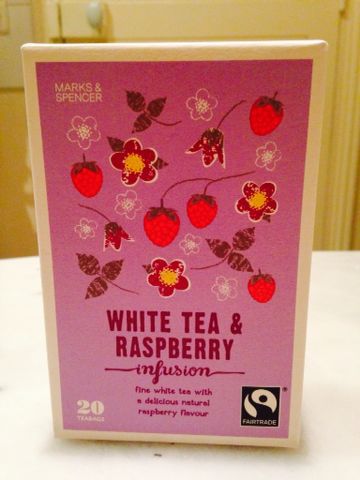 MARKS &
SPENCER
WHITE TEA &
RASPBERRY
infusion
fine white tea with
a delicious natural
raspberry flavour
20
TEABAGS
FAIRTRADE